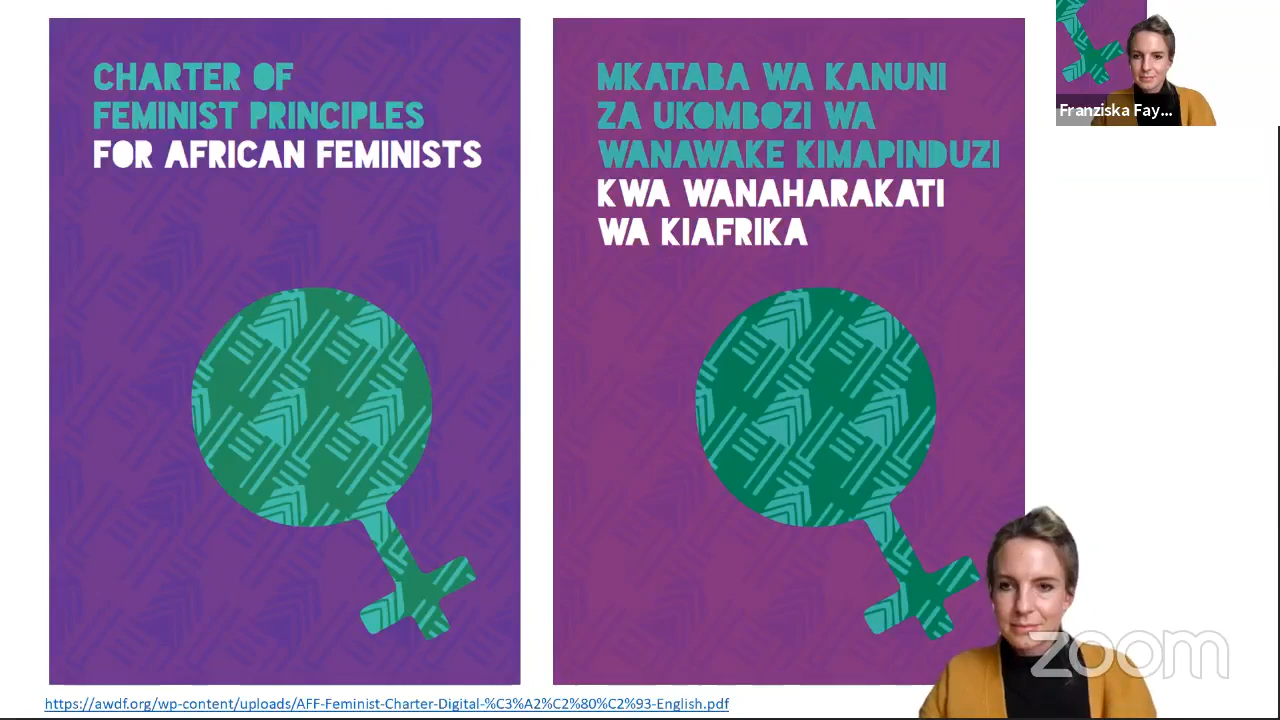 CHARTER OF
FEMINIST PRINCIPLES
FOR AFRICAN FEMINISTS
MKATABA WA KANUNI
ZA UKOMBOZI WA
WANAWAKE KIMAPINDUZI
KWA WANAHARAKATI
WA KIAFRIKA
Franziska Fay...
zoom
https://awdf.org/wp-content/uploads/AFF-Feminist-Charter-Digital-%C3%A2%C2%80%C2%93-English.pdf